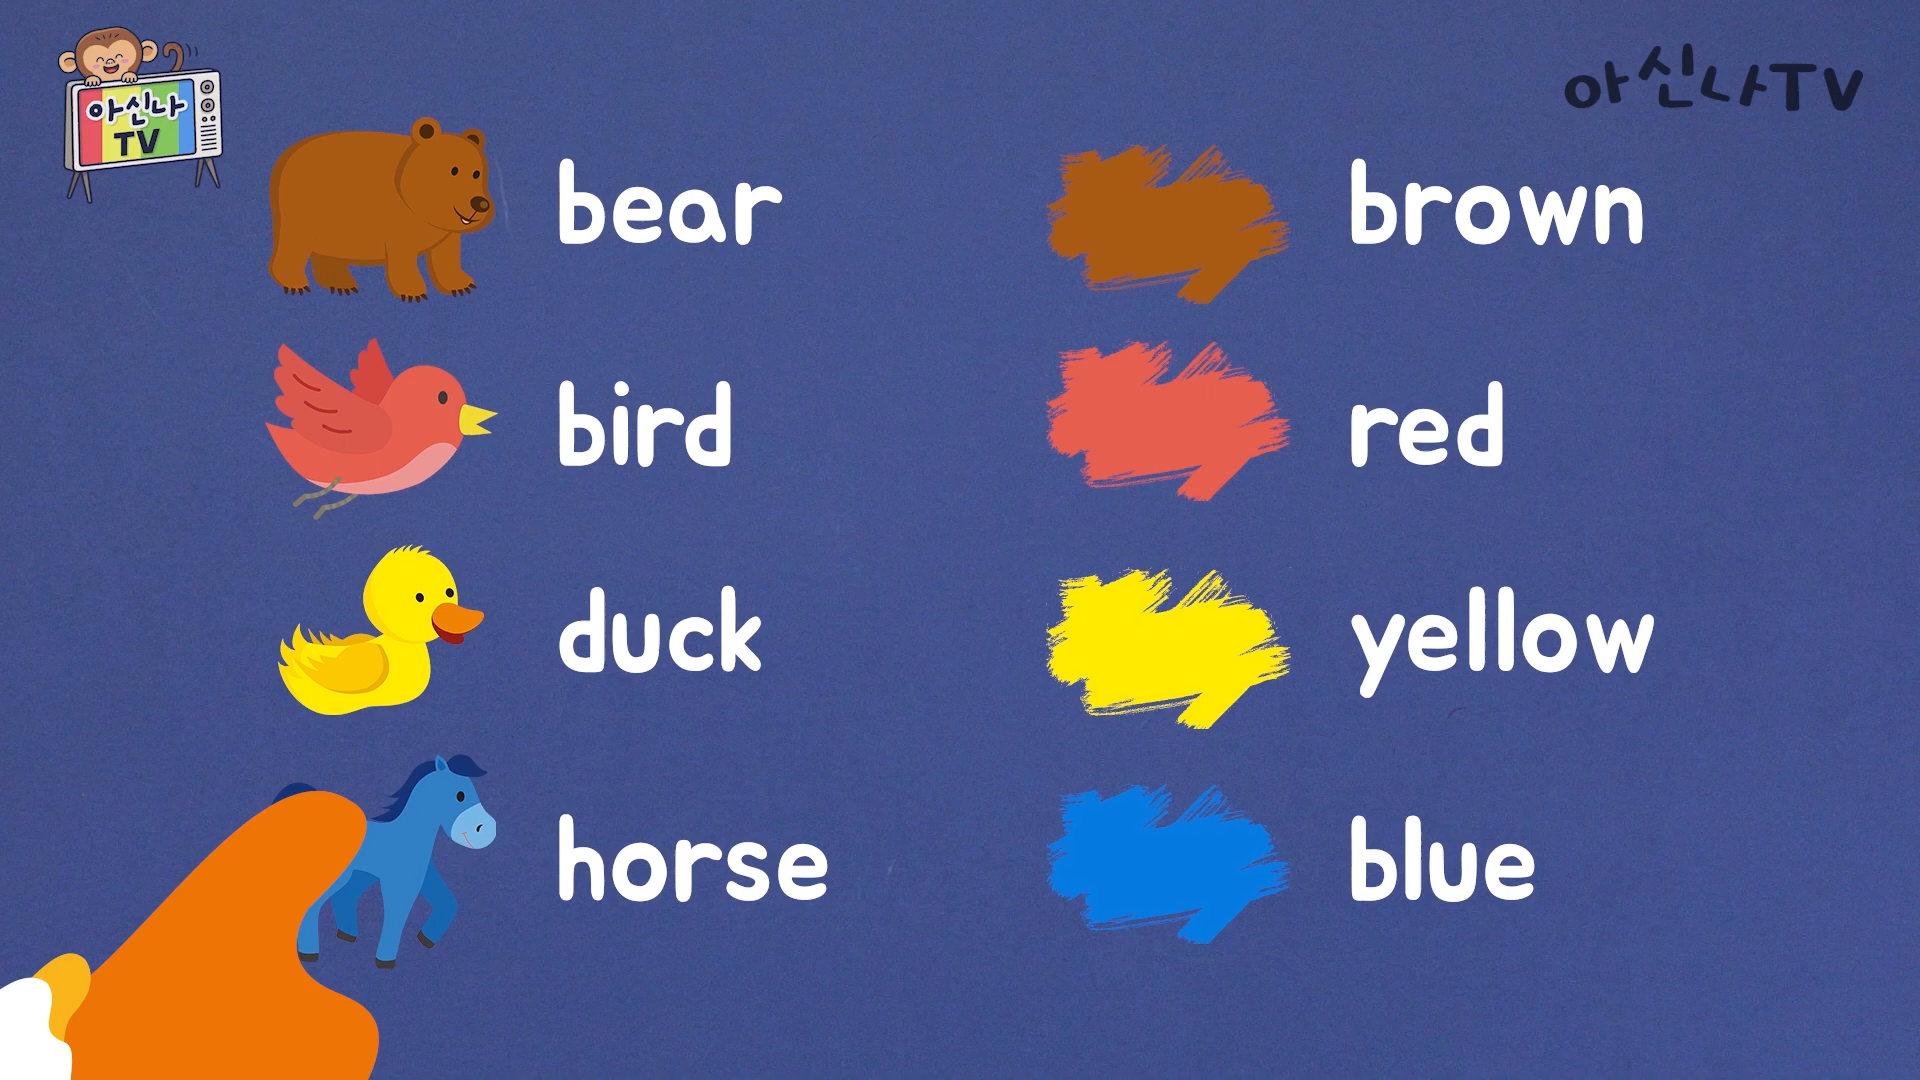 아신나
TV
아신나TV
bear brown
bird red
duck yellow
horse blue